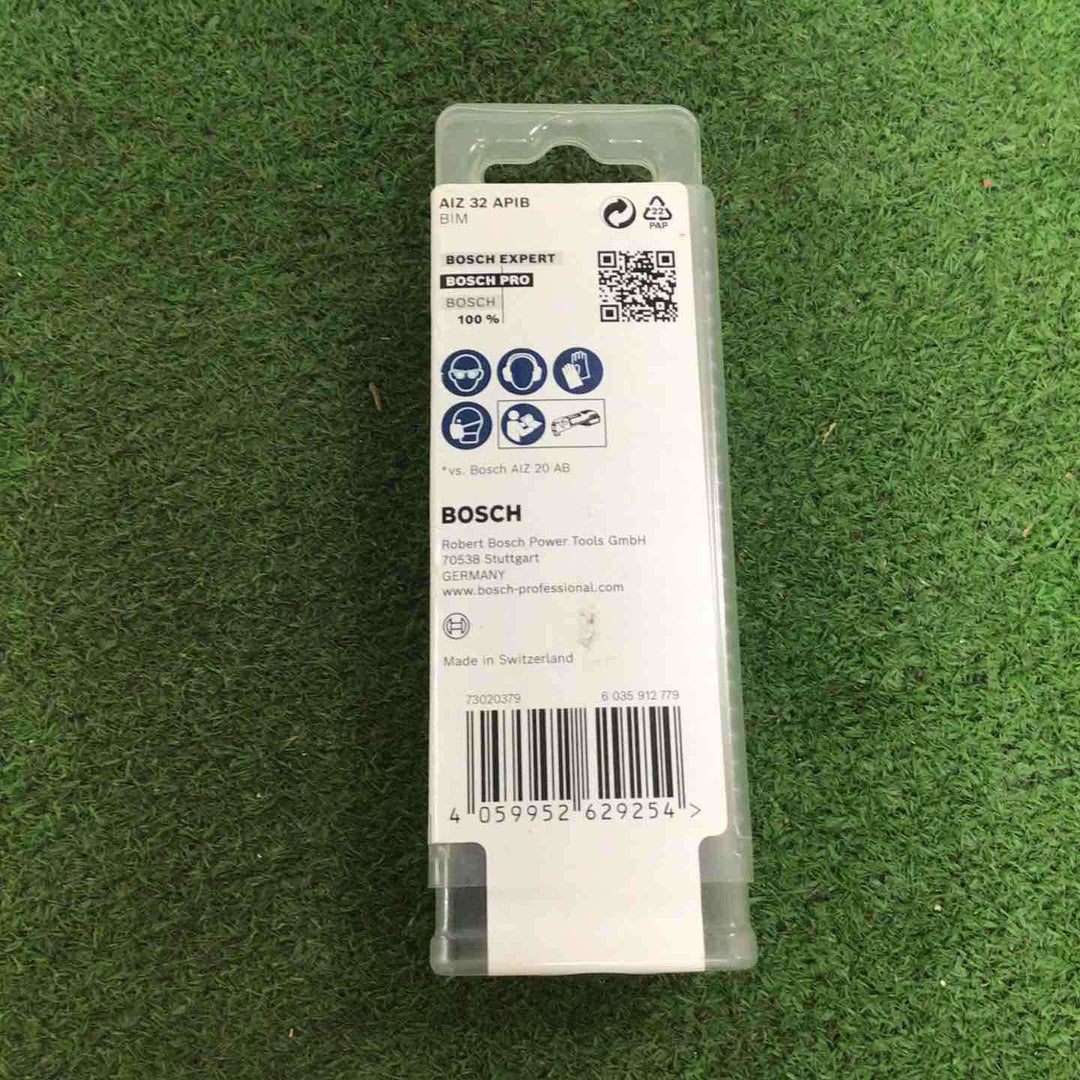 AIZ 32 APIB
BIM
22
PAP
BOSCH EXPERT
BOSCH PRO
BOSCH
100 %
*vs. Bosch AIZ 20 AB
BOSCH
Robert Bosch Power Tools GmbH
70538 Stuttgart
GERMANY
www.bosch-professional.com
Made in Switzerland
73020379 6 035 912 779
4 059952 629254 >